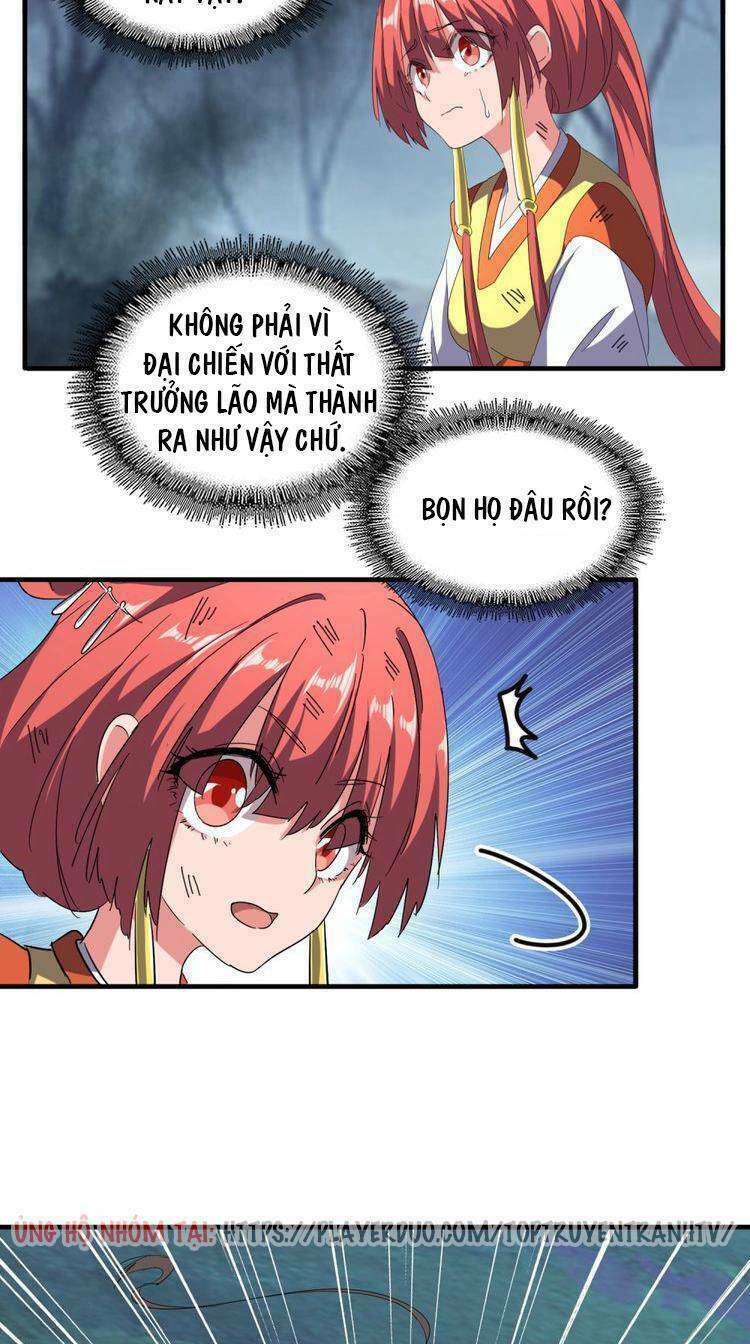 KHÔNG PHẢI VÌ
ĐẠI CHIẾN VỚI THẤT
TRƯỞNG LÃO MÀ THÀNH
RA NHƯ VẬY CHỨ.
BỌN HỌ ĐÂU RỒI?
ỦNG HỘ NHÓM TẠI: HTTPS://PLAYERDUO.COM/TOPTRUYENTRANHTV/